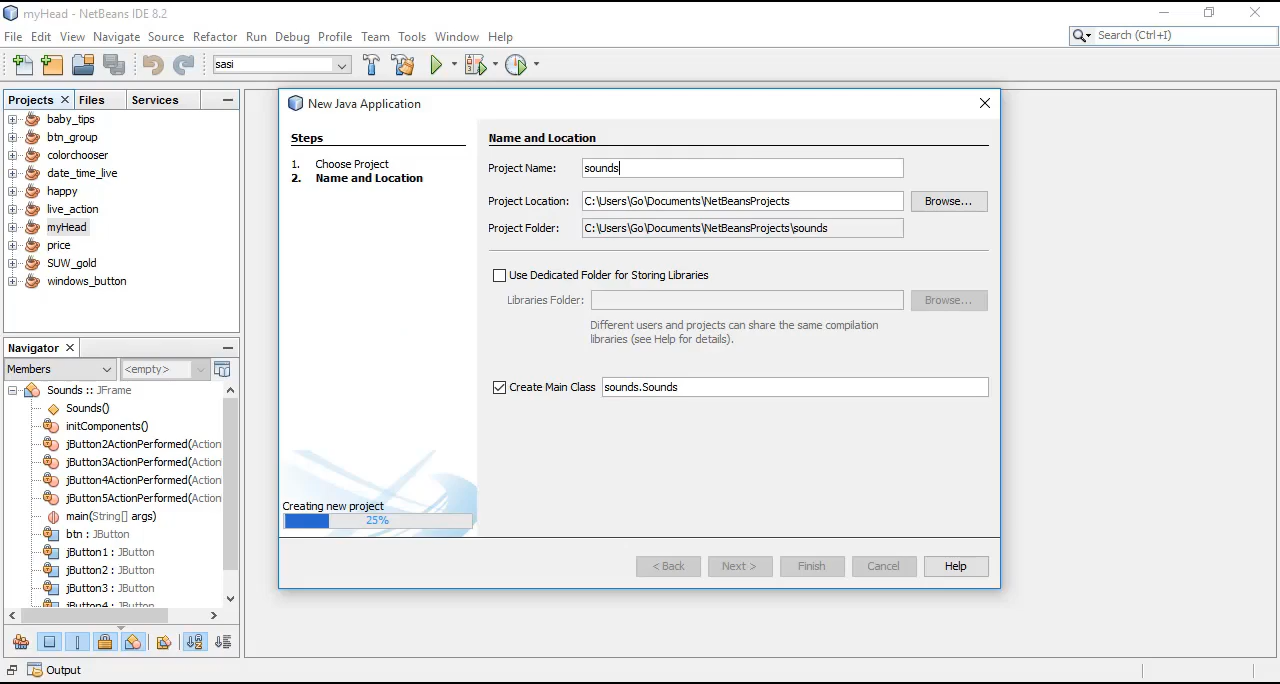 myHead - NetBeans IDE 8.2
File Edit View Navigate Source Refactor Run Debug Profile Team Tools Window Help
Search (Ctrl+I)
sasi
Projects Files Services
baby_tips
btn_group
colorchooser
date_time_live
happy
live_action
myHead
price
SUW_gold
windows_button
Navigator
Members <empty>
Sounds :: JFrame
Sounds()
initComponents()
jButton2ActionPerformed(Action
jButton3ActionPerformed(Action
jButton4ActionPerformed(Action
jButton5ActionPerformed(Action
main(String[] args)
btn : JButton
jButton1 : JButton
jButton2 : JButton
jButton3 : JButton
jButton4 : JButton
Output
New Java Application
Steps
1. Choose Project
2. Name and Location
Creating new project
25%
Name and Location
Project Name: sounds
Project Location: C:\Users\Go\Documents\NetBeansProjects Browse...
Project Folder: C:\Users\Go\Documents\NetBeansProjects\sounds
Use Dedicated Folder for Storing Libraries
Libraries Folder: Browse...
Different users and projects can share the same compilation
libraries (see Help for details).
Create Main Class sounds.Sounds
< Back Next > Finish Cancel Help